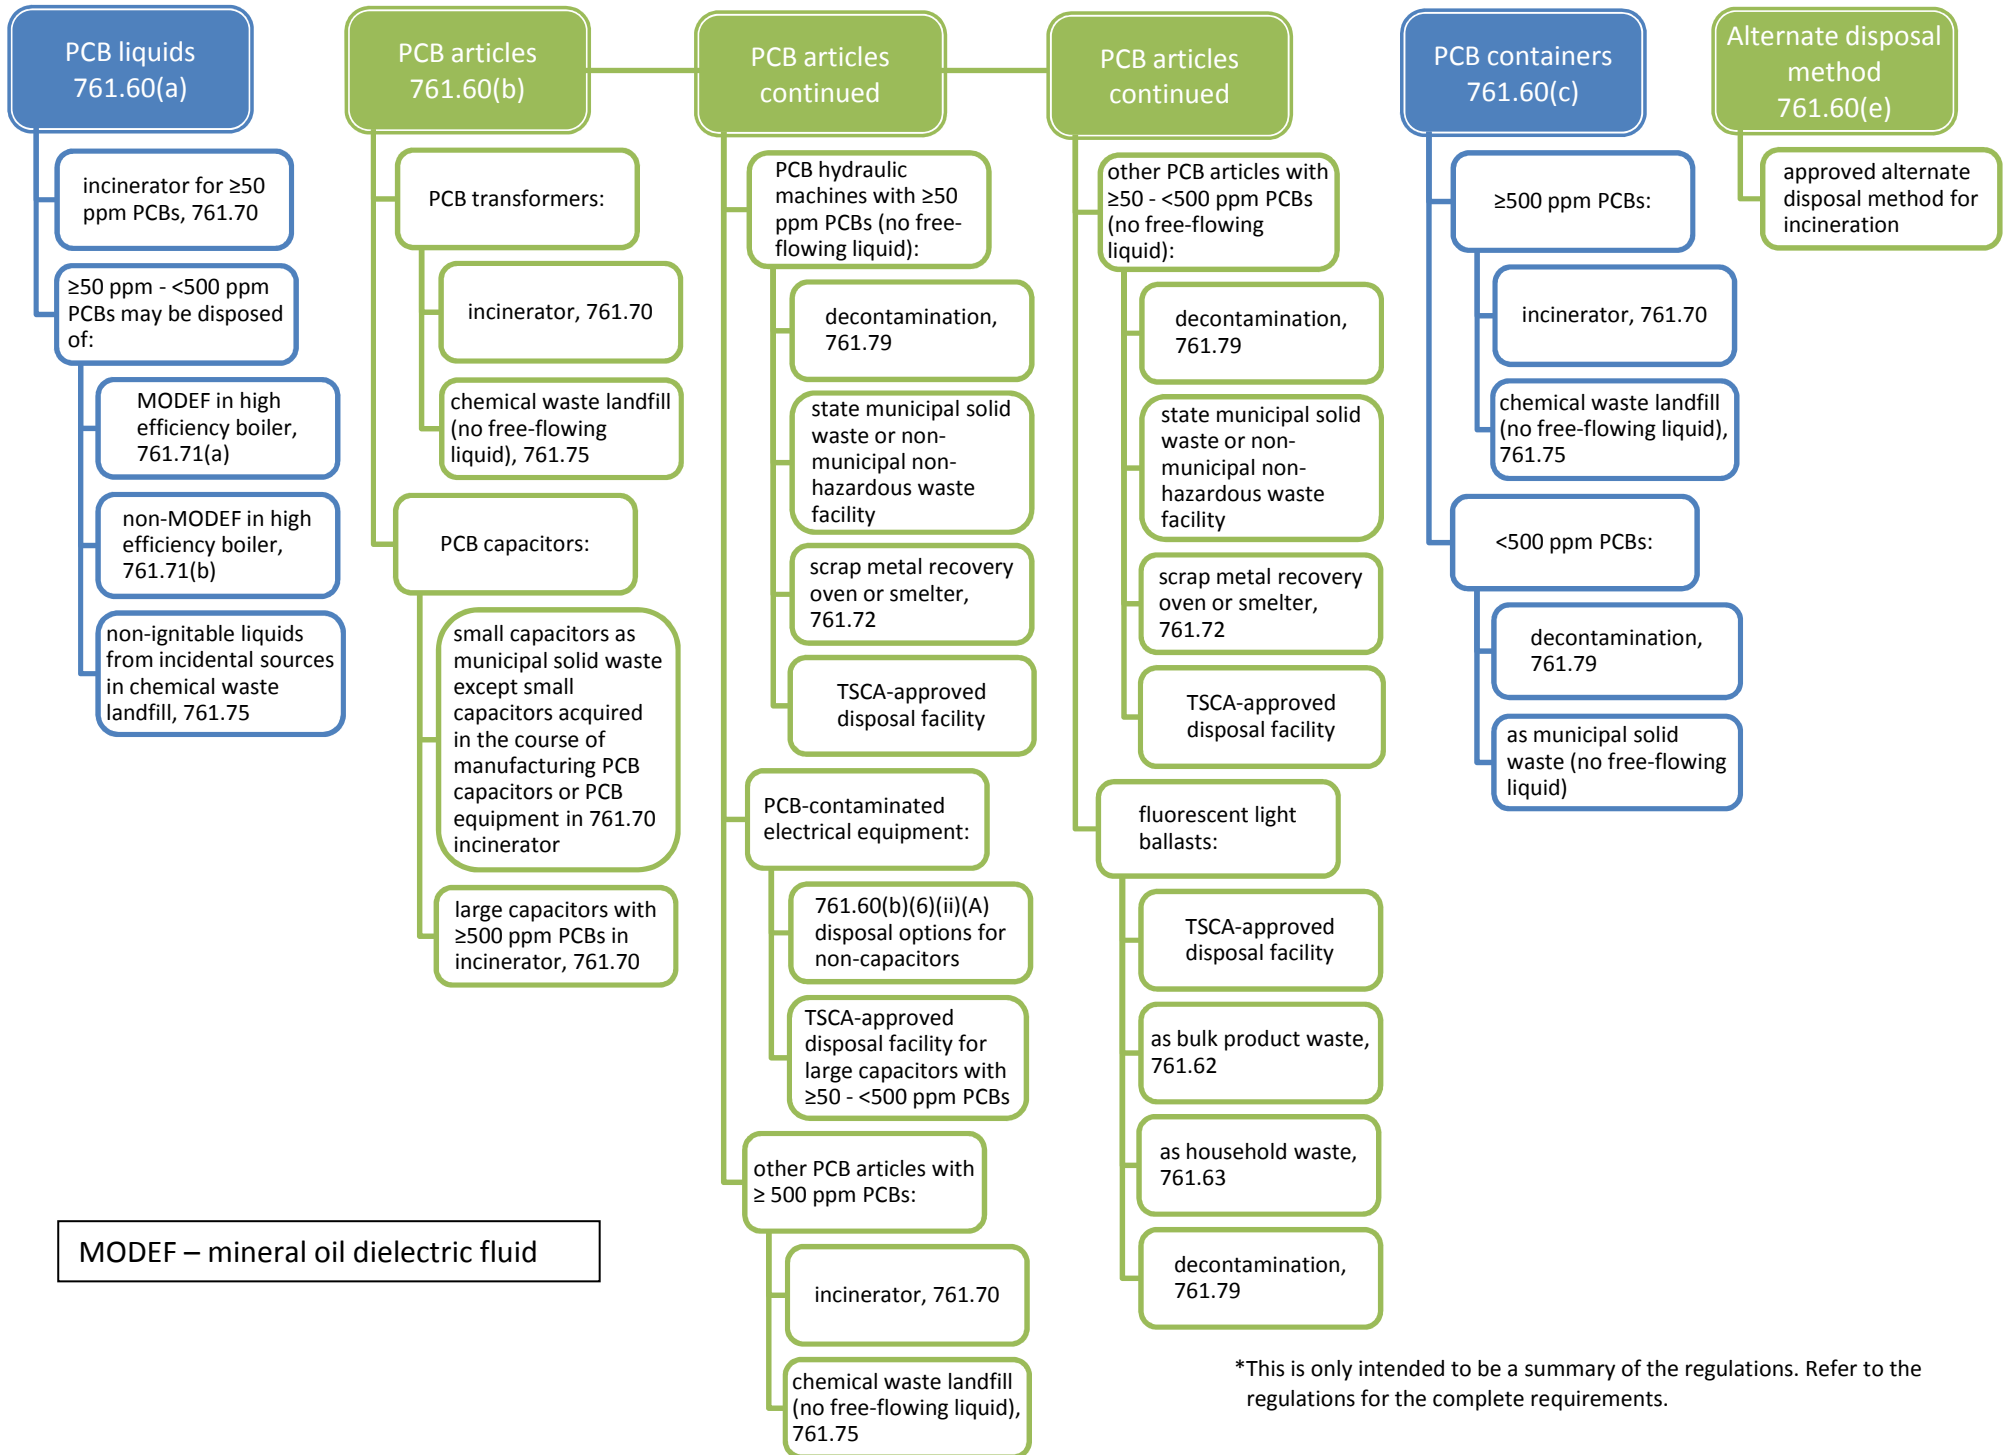 PCB liquids
761.60(a)
incinerator for ≥50
ppm PCBs, 761.70
≥50 ppm - <500 ppm
PCBs may be disposed
of:
MODEF in high
efficiency boiler,
761.71(a)
non-MODEF in high
efficiency boiler,
761.71(b)
non-ignitable liquids
from incidental sources
in chemical waste
landfill, 761.75
PCB articles
761.60(b)
PCB transformers:
incinerator, 761.70
chemical waste landfill
(no free-flowing
liquid), 761.75
PCB capacitors:
small capacitors as
municipal solid waste
except small
capacitors acquired
in the course of
manufacturing PCB
capacitors or PCB
equipment in 761.70
incinerator
large capacitors with
≥500 ppm PCBs in
incinerator, 761.70
PCB articles
continued
PCB hydraulic
machines with ≥50
ppm PCBs (no free-
flowing liquid):
decontamination,
761.79
state municipal solid
waste or non-
municipal non-
hazardous waste
facility
scrap metal recovery
oven or smelter,
761.72
TSCA-approved
disposal facility
PCB-contaminated
electrical equipment:
761.60(b)(6)(ii)(A)
disposal options for
non-capacitors
TSCA-approved
disposal facility for
large capacitors with
≥50 - <500 ppm PCBs
other PCB articles with
≥ 500 ppm PCBs:
incinerator, 761.70
chemical waste landfill
(no free-flowing liquid),
761.75
PCB articles
continued
other PCB articles with
≥50 - <500 ppm PCBs
(no free-flowing
liquid):
decontamination,
761.79
state municipal solid
waste or non-
municipal non-
hazardous waste
facility
scrap metal recovery
oven or smelter,
761.72
TSCA-approved
disposal facility
fluorescent light
ballasts:
TSCA-approved
disposal facility
as bulk product waste,
761.62
as household waste,
761.63
decontamination,
761.79
PCB containers
761.60(c)
≥500 ppm PCBs:
incinerator, 761.70
chemical waste landfill
(no free-flowing liquid),
761.75
<500 ppm PCBs:
decontamination,
761.79
as municipal solid
waste (no free-flowing
liquid)
Alternate disposal
method
761.60(e)
approved alternate
disposal method for
incineration
MODEF – mineral oil dielectric fluid
*This is only intended to be a summary of the regulations. Refer to the
regulations for the complete requirements.